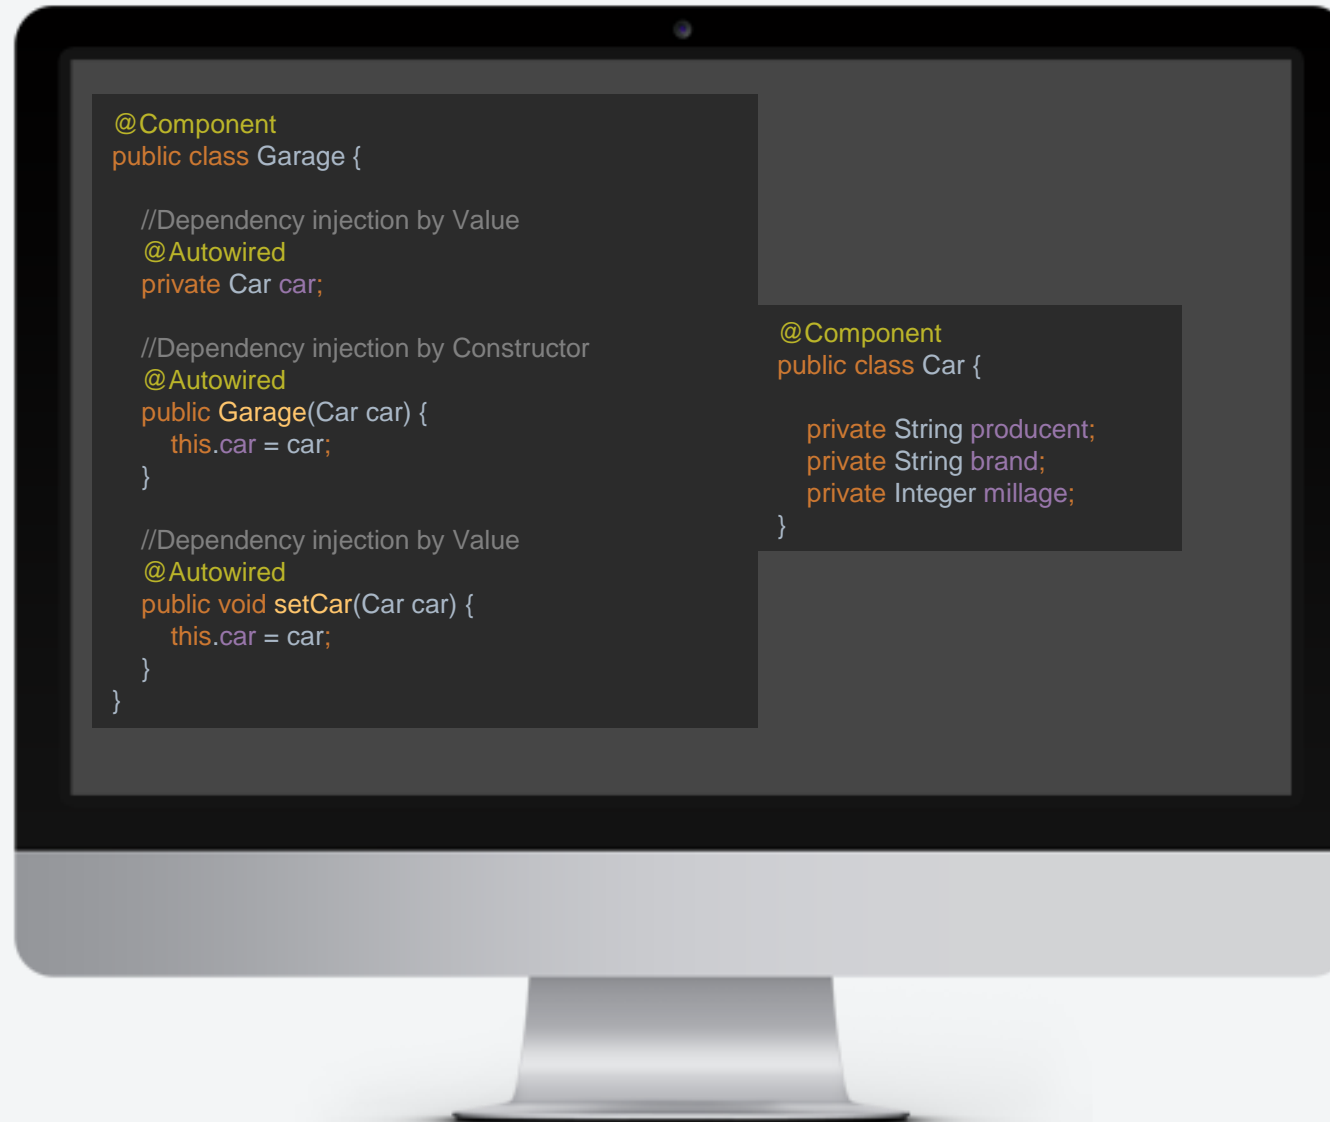 @Component
public class Garage {
//Dependency injection by Value
@Autowired
private Car car;
//Dependency injection by Constructor
@Autowired
public Garage(Car car) {
this.car = car;
}
//Dependency injection by Value
@Autowired
public void setCar(Car car) {
this.car = car;
}
}
@Component
public class Car {
private String producent;
private String brand;
private Integer millage;
}